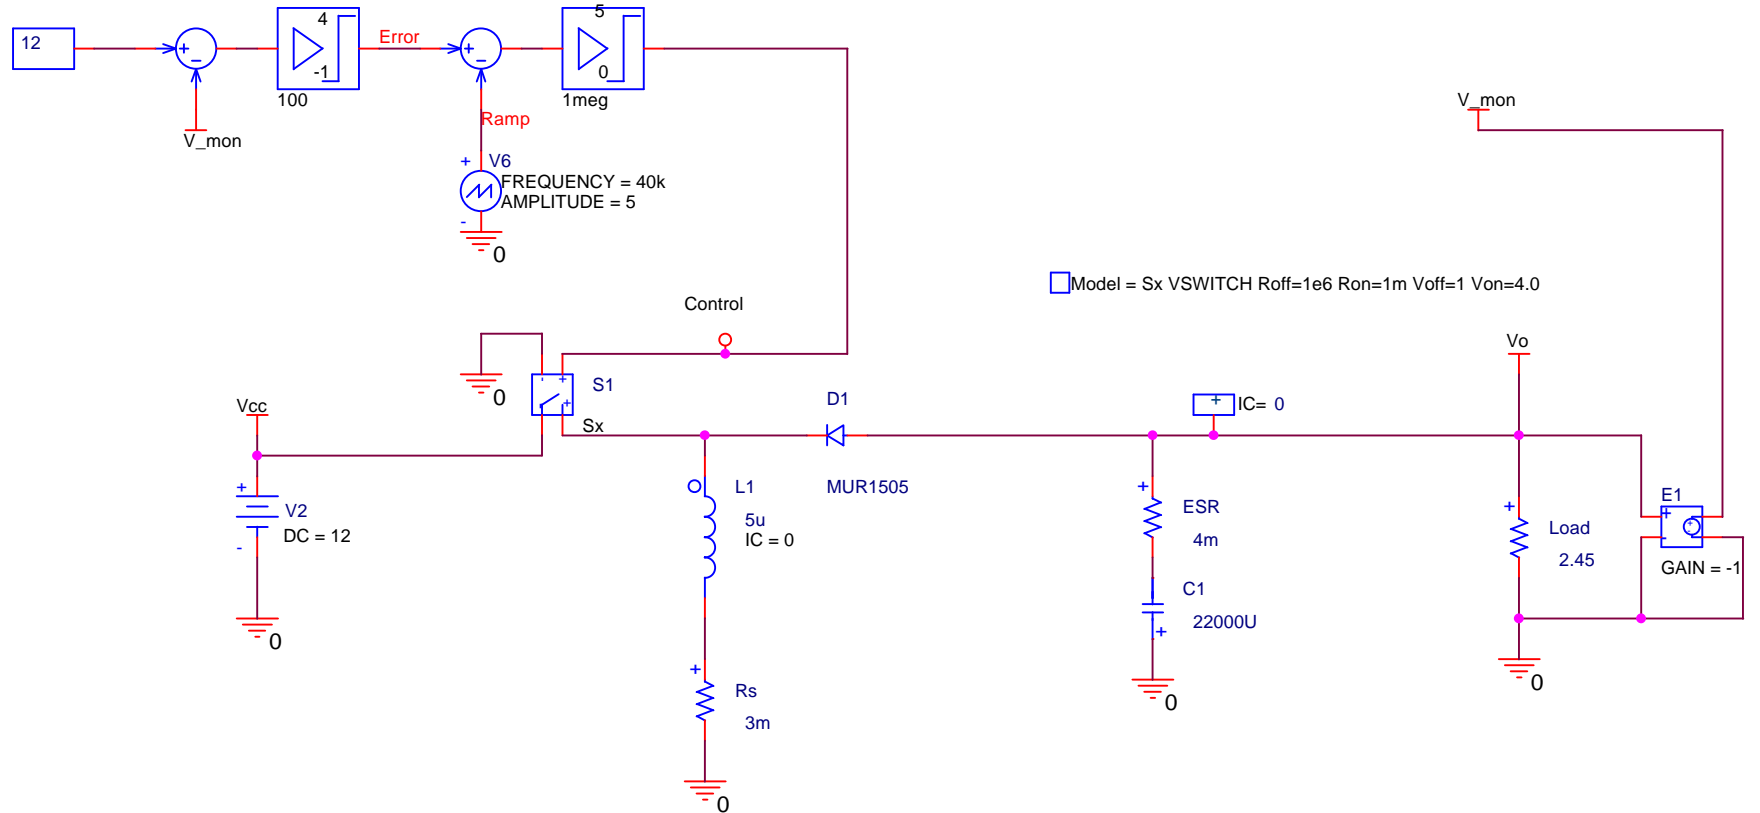 12
4
-1
100
Error
5
0
1meg
V_mon
Ramp
V6
FREQUENCY = 40k
AMPLITUDE = 5
0
V_mon
Model = Sx VSWITCH Roff=1e6 Ron=1m Voff=1 Von=4.0
Control
Vo
0
S1
Sx
Vcc
D1
MUR1505
IC= 0
V2
DC = 12
0
L1
5u
IC = 0
ESR
4m
C1
22000U
0
Load
2.45
E1
GAIN = -1
0
Rs
3m
0